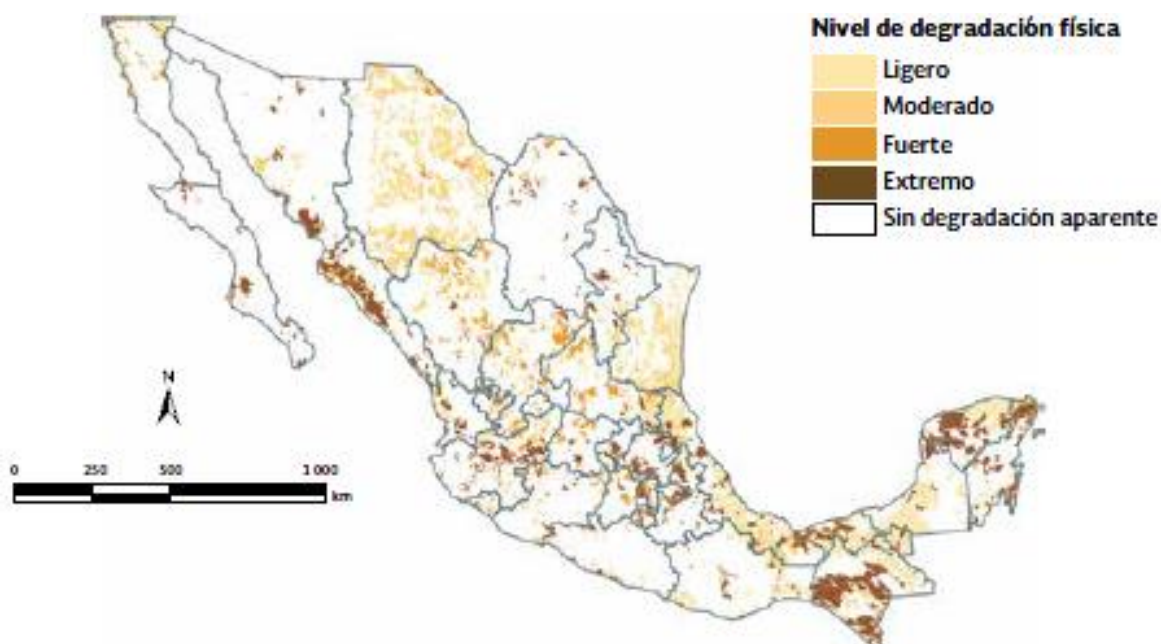 Nivel de degradación física
Ligero
Moderado
Fuerte
Extremo
Sin degradación aparente
N
0 250 500 1 000
km